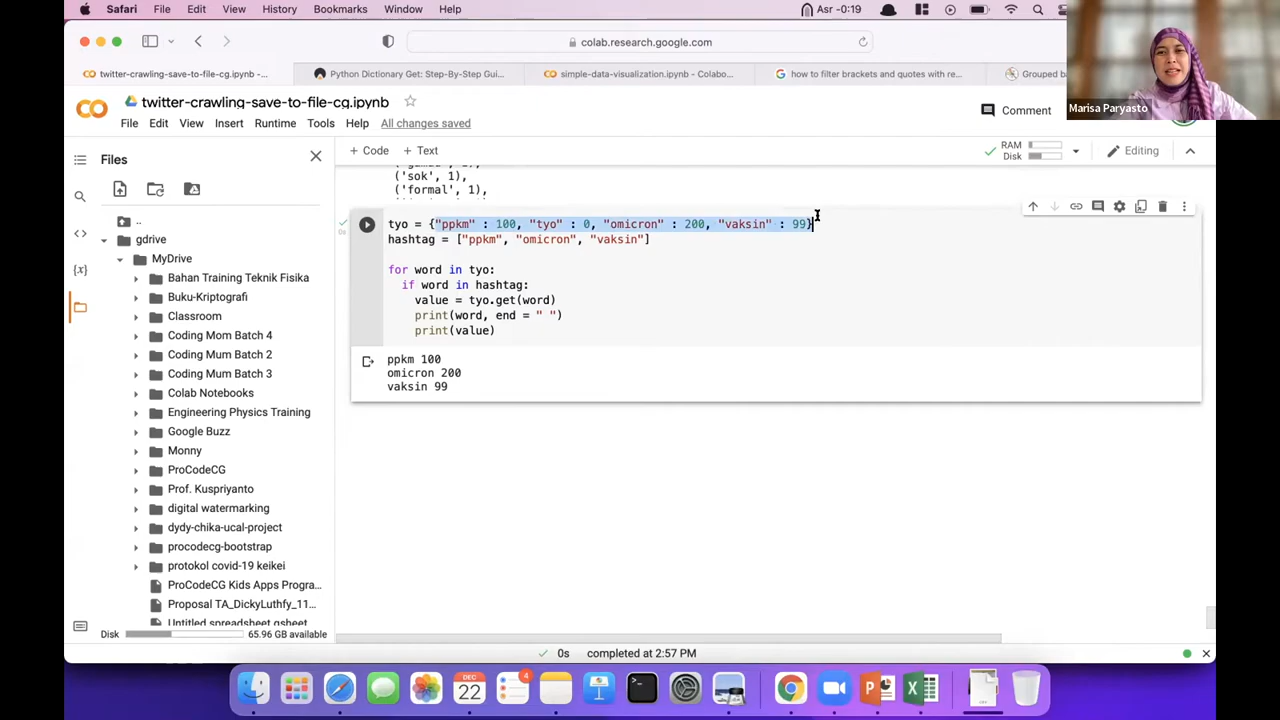 Safari File Edit View History Bookmarks Window Help Asr -0:19
colab.research.google.com
twitter-crawling-save-to-file-cg.ipynb -... Python Dictionary Get: Step-By-Step Gui... simple-data-visualization.ipynb - Colabo... how to filter brackets and quotes with re... Grouped ba
CO twitter-crawling-save-to-file-cg.ipynb Comment
Marisa Paryasto
File Edit View Insert Runtime Tools Help All changes saved
+ Code + Text RAM Disk Editing
Files
..
gdrive
MyDrive
Bahan Training Teknik Fisika
Buku-Kriptografi
Classroom
Coding Mom Batch 4
Coding Mum Batch 2
Coding Mum Batch 3
Colab Notebooks
Engineering Physics Training
Google Buzz
Monny
ProCodeCG
Prof. Kuspriyanto
digital watermarking
dydy-chika-ucal-project
procodecg-bootstrap
protokol covid-19 keikei
ProCodeCG Kids Apps Progra...
Proposal TA_DickyLuthfy_11...
Untitled spreadsheet.gsheet
Disk 65.96 GB available
('sok', 1),
('formal', 1),
tyo = {"ppkm" : 100, "tyo" : 0, "omicron" : 200, "vaksin" : 99}
hashtag = ["ppkm", "omicron", "vaksin"]
for word in tyo:
if word in hashtag:
value = tyo.get(word)
print(word, end = " ")
print(value)
ppkm 100
omicron 200
vaksin 99
0s completed at 2:57 PM
DEC
22
4